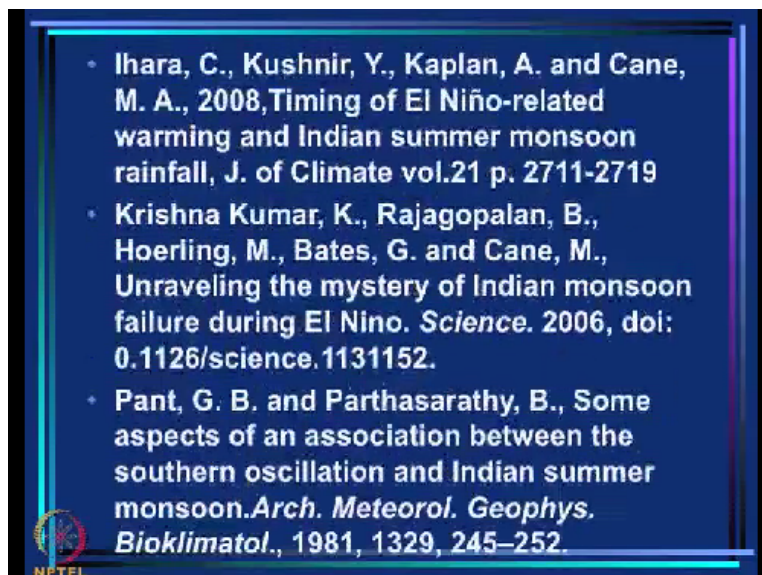 • Ihara, C., Kushnir, Y., Kaplan, A. and Cane,
M. A., 2008,Timing of El Niño-related
warming and Indian summer monsoon
rainfall, J. of Climate vol.21 p. 2711-2719
• Krishna Kumar, K., Rajagopalan, B.,
Hoerling, M., Bates, G. and Cane, M.,
Unraveling the mystery of Indian monsoon
failure during El Nino. Science. 2006, doi:
0.1126/science.1131152.
• Pant, G. B. and Parthasarathy, B., Some
aspects of an association between the
southern oscillation and Indian summer
monsoon.Arch. Meteorol. Geophys.
Bioklimatol., 1981, 1329, 245–252.
NPTEL